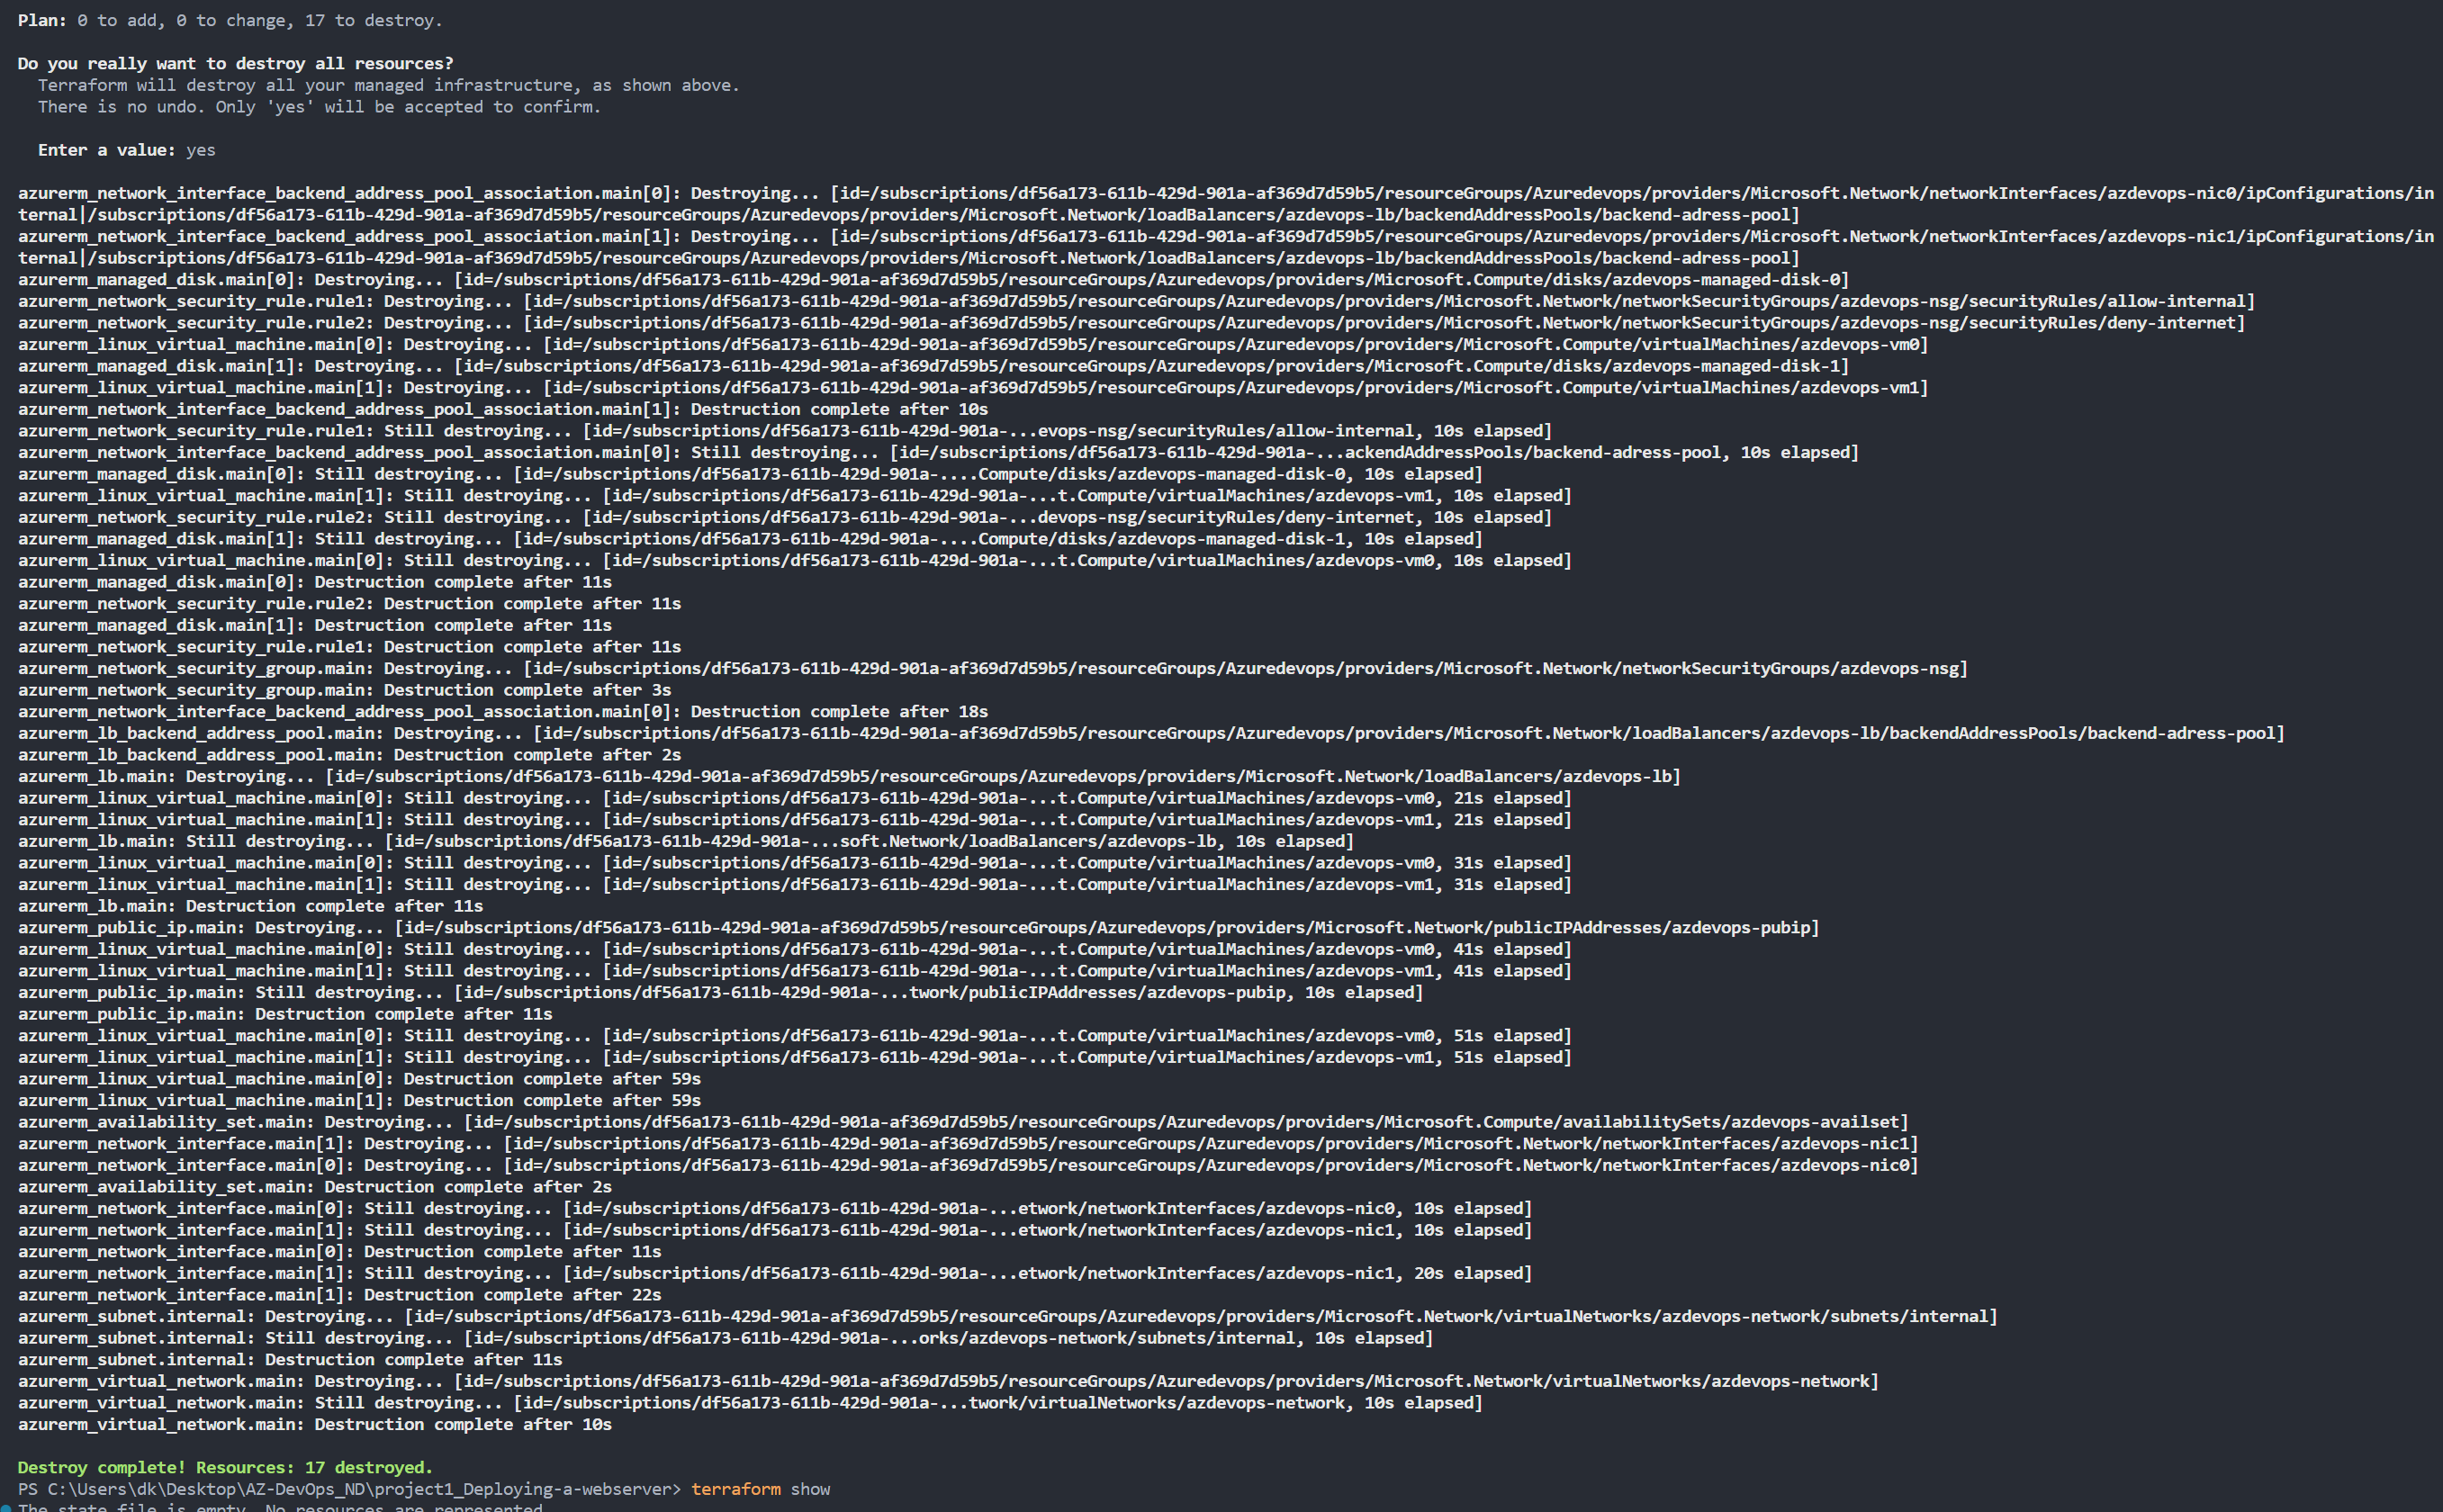 Plan: 0 to add, 0 to change, 17 to destroy.
Do you really want to destroy all resources?
Terraform will destroy all your managed infrastructure, as shown above.
There is no undo. Only 'yes' will be accepted to confirm.
Enter a value: yes
azurerm_network_interface_backend_address_pool_association.main[0]: Destroying... [id=/subscriptions/df56a173-611b-429d-901a-af369d7d59b5/resourceGroups/Azuredevops/providers/Microsoft.Network/networkInterfaces/azdevops-nic0/ipConfigurations/in
ternal|/subscriptions/df56a173-611b-429d-901a-af369d7d59b5/resourceGroups/Azuredevops/providers/Microsoft.Network/loadBalancers/azdevops-lb/backendAddressPools/backend-adress-pool]
azurerm_network_interface_backend_address_pool_association.main[1]: Destroying... [id=/subscriptions/df56a173-611b-429d-901a-af369d7d59b5/resourceGroups/Azuredevops/providers/Microsoft.Network/networkInterfaces/azdevops-nic1/ipConfigurations/in
ternal|/subscriptions/df56a173-611b-429d-901a-af369d7d59b5/resourceGroups/Azuredevops/providers/Microsoft.Network/loadBalancers/azdevops-lb/backendAddressPools/backend-adress-pool]
azurerm_managed_disk.main[0]: Destroying... [id=/subscriptions/df56a173-611b-429d-901a-af369d7d59b5/resourceGroups/Azuredevops/providers/Microsoft.Compute/disks/azdevops-managed-disk-0]
azurerm_network_security_rule.rule1: Destroying... [id=/subscriptions/df56a173-611b-429d-901a-af369d7d59b5/resourceGroups/Azuredevops/providers/Microsoft.Network/networkSecurityGroups/azdevops-nsg/securityRules/allow-internal]
azurerm_network_security_rule.rule2: Destroying... [id=/subscriptions/df56a173-611b-429d-901a-af369d7d59b5/resourceGroups/Azuredevops/providers/Microsoft.Network/networkSecurityGroups/azdevops-nsg/securityRules/deny-internet]
azurerm_linux_virtual_machine.main[0]: Destroying... [id=/subscriptions/df56a173-611b-429d-901a-af369d7d59b5/resourceGroups/Azuredevops/providers/Microsoft.Compute/virtualMachines/azdevops-vm0]
azurerm_managed_disk.main[1]: Destroying... [id=/subscriptions/df56a173-611b-429d-901a-af369d7d59b5/resourceGroups/Azuredevops/providers/Microsoft.Compute/disks/azdevops-managed-disk-1]
azurerm_linux_virtual_machine.main[1]: Destroying... [id=/subscriptions/df56a173-611b-429d-901a-af369d7d59b5/resourceGroups/Azuredevops/providers/Microsoft.Compute/virtualMachines/azdevops-vm1]
azurerm_network_interface_backend_address_pool_association.main[1]: Destruction complete after 10s
azurerm_network_security_rule.rule1: Still destroying... [id=/subscriptions/df56a173-611b-429d-901a-...evops-nsg/securityRules/allow-internal, 10s elapsed]
azurerm_network_interface_backend_address_pool_association.main[0]: Still destroying... [id=/subscriptions/df56a173-611b-429d-901a-...ackendAddressPools/backend-adress-pool, 10s elapsed]
azurerm_managed_disk.main[0]: Still destroying... [id=/subscriptions/df56a173-611b-429d-901a-....Compute/disks/azdevops-managed-disk-0, 10s elapsed]
azurerm_linux_virtual_machine.main[1]: Still destroying... [id=/subscriptions/df56a173-611b-429d-901a-...t.Compute/virtualMachines/azdevops-vm1, 10s elapsed]
azurerm_network_security_rule.rule2: Still destroying... [id=/subscriptions/df56a173-611b-429d-901a-...devops-nsg/securityRules/deny-internet, 10s elapsed]
azurerm_managed_disk.main[1]: Still destroying... [id=/subscriptions/df56a173-611b-429d-901a-....Compute/disks/azdevops-managed-disk-1, 10s elapsed]
azurerm_linux_virtual_machine.main[0]: Still destroying... [id=/subscriptions/df56a173-611b-429d-901a-...t.Compute/virtualMachines/azdevops-vm0, 10s elapsed]
azurerm_managed_disk.main[0]: Destruction complete after 11s
azurerm_network_security_rule.rule2: Destruction complete after 11s
azurerm_managed_disk.main[1]: Destruction complete after 11s
azurerm_network_security_rule.rule1: Destruction complete after 11s
azurerm_network_security_group.main: Destroying... [id=/subscriptions/df56a173-611b-429d-901a-af369d7d59b5/resourceGroups/Azuredevops/providers/Microsoft.Network/networkSecurityGroups/azdevops-nsg]
azurerm_network_security_group.main: Destruction complete after 3s
azurerm_network_interface_backend_address_pool_association.main[0]: Destruction complete after 18s
azurerm_lb_backend_address_pool.main: Destroying... [id=/subscriptions/df56a173-611b-429d-901a-af369d7d59b5/resourceGroups/Azuredevops/providers/Microsoft.Network/loadBalancers/azdevops-lb/backendAddressPools/backend-adress-pool]
azurerm_lb_backend_address_pool.main: Destruction complete after 2s
azurerm_lb.main: Destroying... [id=/subscriptions/df56a173-611b-429d-901a-af369d7d59b5/resourceGroups/Azuredevops/providers/Microsoft.Network/loadBalancers/azdevops-lb]
azurerm_linux_virtual_machine.main[0]: Still destroying... [id=/subscriptions/df56a173-611b-429d-901a-...t.Compute/virtualMachines/azdevops-vm0, 21s elapsed]
azurerm_linux_virtual_machine.main[1]: Still destroying... [id=/subscriptions/df56a173-611b-429d-901a-...t.Compute/virtualMachines/azdevops-vm1, 21s elapsed]
azurerm_lb.main: Still destroying... [id=/subscriptions/df56a173-611b-429d-901a-...soft.Network/loadBalancers/azdevops-lb, 10s elapsed]
azurerm_linux_virtual_machine.main[0]: Still destroying... [id=/subscriptions/df56a173-611b-429d-901a-...t.Compute/virtualMachines/azdevops-vm0, 31s elapsed]
azurerm_linux_virtual_machine.main[1]: Still destroying... [id=/subscriptions/df56a173-611b-429d-901a-...t.Compute/virtualMachines/azdevops-vm1, 31s elapsed]
azurerm_lb.main: Destruction complete after 11s
azurerm_public_ip.main: Destroying... [id=/subscriptions/df56a173-611b-429d-901a-af369d7d59b5/resourceGroups/Azuredevops/providers/Microsoft.Network/publicIPAddresses/azdevops-pubip]
azurerm_linux_virtual_machine.main[0]: Still destroying... [id=/subscriptions/df56a173-611b-429d-901a-...t.Compute/virtualMachines/azdevops-vm0, 41s elapsed]
azurerm_linux_virtual_machine.main[1]: Still destroying... [id=/subscriptions/df56a173-611b-429d-901a-...t.Compute/virtualMachines/azdevops-vm1, 41s elapsed]
azurerm_public_ip.main: Still destroying... [id=/subscriptions/df56a173-611b-429d-901a-...twork/publicIPAddresses/azdevops-pubip, 10s elapsed]
azurerm_public_ip.main: Destruction complete after 11s
azurerm_linux_virtual_machine.main[0]: Still destroying... [id=/subscriptions/df56a173-611b-429d-901a-...t.Compute/virtualMachines/azdevops-vm0, 51s elapsed]
azurerm_linux_virtual_machine.main[1]: Still destroying... [id=/subscriptions/df56a173-611b-429d-901a-...t.Compute/virtualMachines/azdevops-vm1, 51s elapsed]
azurerm_linux_virtual_machine.main[0]: Destruction complete after 59s
azurerm_linux_virtual_machine.main[1]: Destruction complete after 59s
azurerm_availability_set.main: Destroying... [id=/subscriptions/df56a173-611b-429d-901a-af369d7d59b5/resourceGroups/Azuredevops/providers/Microsoft.Compute/availabilitySets/azdevops-availset]
azurerm_network_interface.main[1]: Destroying... [id=/subscriptions/df56a173-611b-429d-901a-af369d7d59b5/resourceGroups/Azuredevops/providers/Microsoft.Network/networkInterfaces/azdevops-nic1]
azurerm_network_interface.main[0]: Destroying... [id=/subscriptions/df56a173-611b-429d-901a-af369d7d59b5/resourceGroups/Azuredevops/providers/Microsoft.Network/networkInterfaces/azdevops-nic0]
azurerm_availability_set.main: Destruction complete after 2s
azurerm_network_interface.main[0]: Still destroying... [id=/subscriptions/df56a173-611b-429d-901a-...etwork/networkInterfaces/azdevops-nic0, 10s elapsed]
azurerm_network_interface.main[1]: Still destroying... [id=/subscriptions/df56a173-611b-429d-901a-...etwork/networkInterfaces/azdevops-nic1, 10s elapsed]
azurerm_network_interface.main[0]: Destruction complete after 11s
azurerm_network_interface.main[1]: Still destroying... [id=/subscriptions/df56a173-611b-429d-901a-...etwork/networkInterfaces/azdevops-nic1, 20s elapsed]
azurerm_network_interface.main[1]: Destruction complete after 22s
azurerm_subnet.internal: Destroying... [id=/subscriptions/df56a173-611b-429d-901a-af369d7d59b5/resourceGroups/Azuredevops/providers/Microsoft.Network/virtualNetworks/azdevops-network/subnets/internal]
azurerm_subnet.internal: Still destroying... [id=/subscriptions/df56a173-611b-429d-901a-...orks/azdevops-network/subnets/internal, 10s elapsed]
azurerm_subnet.internal: Destruction complete after 11s
azurerm_virtual_network.main: Destroying... [id=/subscriptions/df56a173-611b-429d-901a-af369d7d59b5/resourceGroups/Azuredevops/providers/Microsoft.Network/virtualNetworks/azdevops-network]
azurerm_virtual_network.main: Still destroying... [id=/subscriptions/df56a173-611b-429d-901a-...twork/virtualNetworks/azdevops-network, 10s elapsed]
azurerm_virtual_network.main: Destruction complete after 10s
Destroy complete! Resources: 17 destroyed.
PS C:\Users\dk\Desktop\AZ-DevOps_ND\project1_Deploying-a-webserver> terraform show
The state file is empty. No resources are represented.